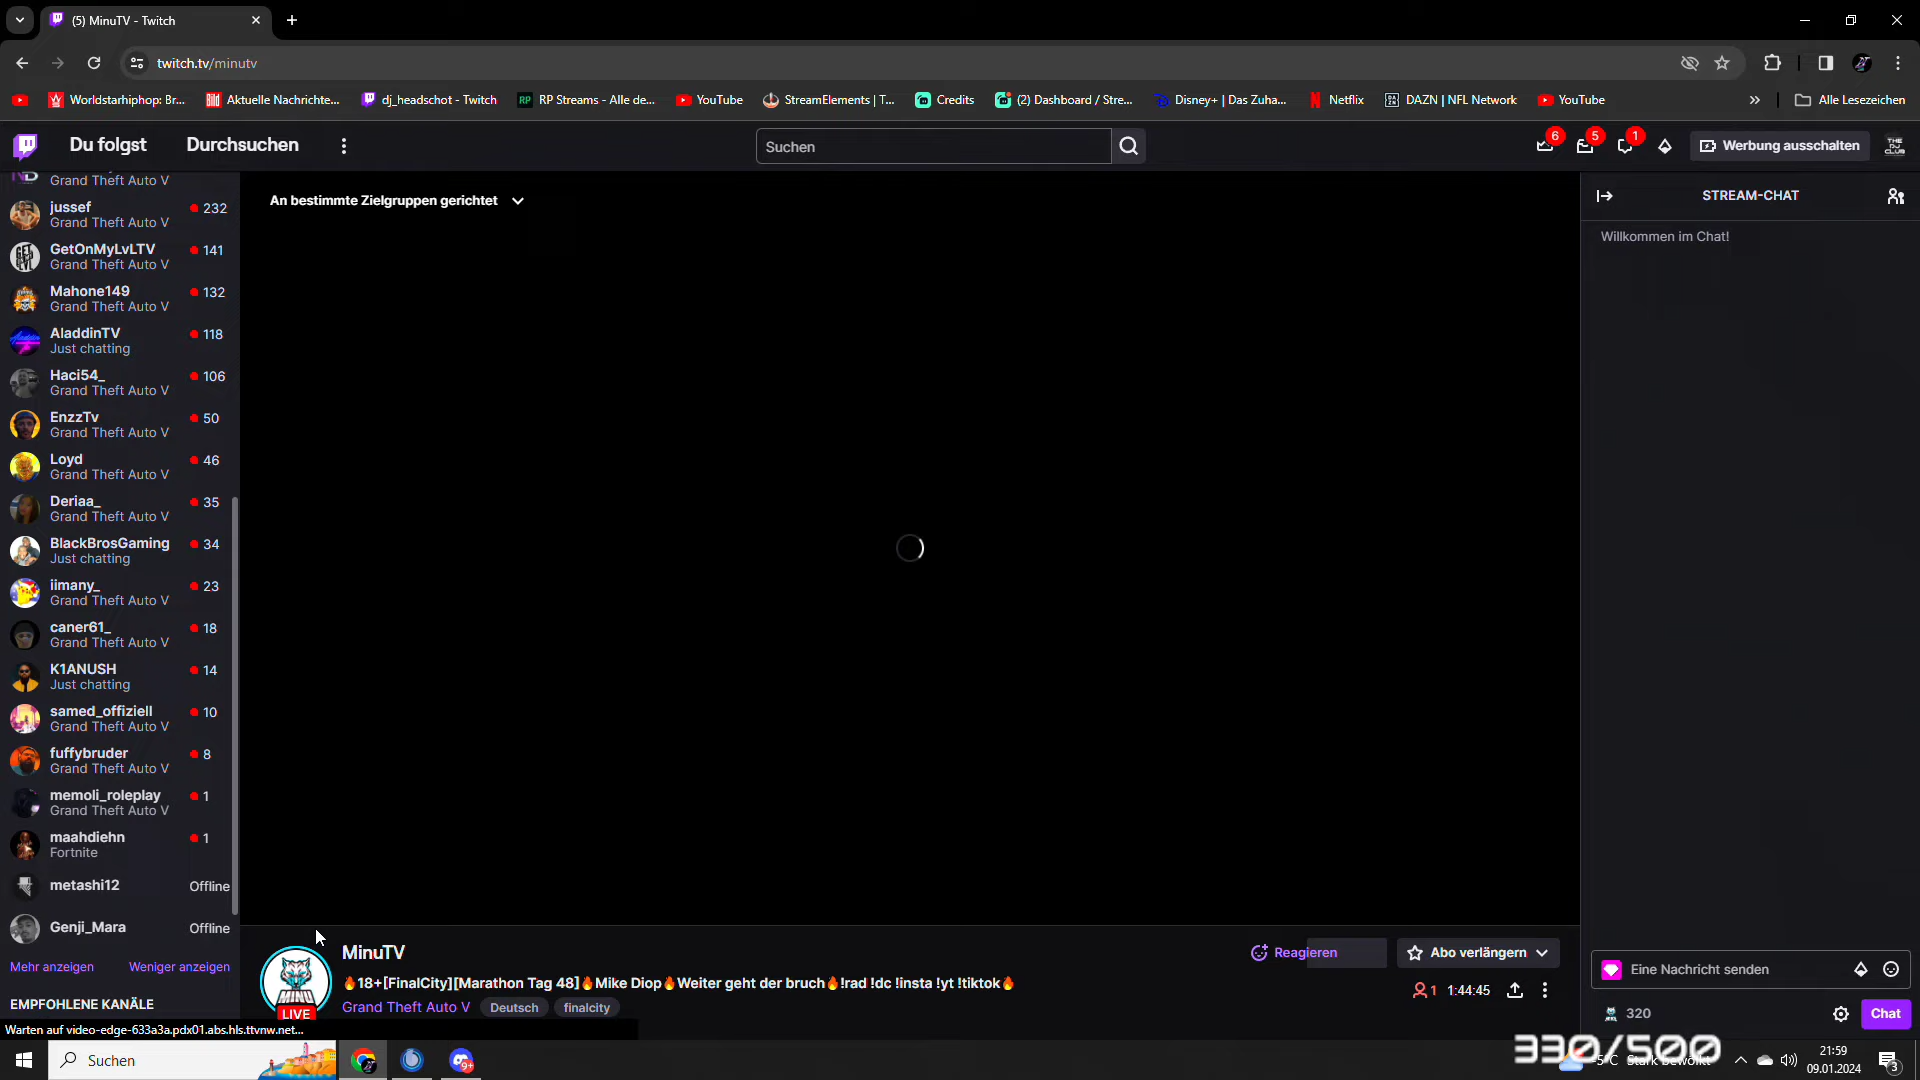 (5) MinuTV - Twitch
twitch.tv/minutv
Worldstarhiphop: Br...
Aktuelle Nachrichte...
dj_headschot - Twitch
RP Streams - Alle de...
YouTube
StreamElements | T...
Credits
(2) Dashboard / Stre...
Disney+ | Das Zuha...
Netflix
DAZN | NFL Network
YouTube
Alle Lesezeichen
Du folgst
Durchsuchen
Suchen
6
5
1
Werbung ausschalten
Grand Theft Auto V
jussef
232
Grand Theft Auto V
GetOnMyLvLTV
141
Grand Theft Auto V
Mahone149
132
Grand Theft Auto V
AladdinTV
118
Just chatting
Haci54_
106
Grand Theft Auto V
EnzzTv
50
Grand Theft Auto V
Loyd
46
Grand Theft Auto V
Deriaa_
35
Grand Theft Auto V
BlackBrosGaming
34
Just chatting
iimany_
23
Grand Theft Auto V
caner61_
18
Grand Theft Auto V
K1ANUSH
14
Just chatting
samed_offiziell
10
Grand Theft Auto V
fuffybruder
8
Grand Theft Auto V
memoli_roleplay
1
Grand Theft Auto V
maahdiehn
1
Fortnite
metashi12
Offline
Genji_Mara
Offline
Mehr anzeigen
Weniger anzeigen
EMPFOHLENE KANÄLE
Warten auf video-edge-633a3a.pdx01.abs.hls.ttvnw.net...
An bestimmte Zielgruppen gerichtet
LIVE
MinuTV
🔥18+[FinalCity][Marathon Tag 48]🔥Mike Diop🔥Weiter geht der bruch🔥!rad !dc !insta !yt !tiktok🔥
Grand Theft Auto V
Deutsch
finalcity
Reagieren
Abo verlängern
1
1:44:45
STREAM-CHAT
Willkommen im Chat!
Eine Nachricht senden
320
Chat
Suchen
9+
330/500
-5°C Stark bewölkt
21:59
09.01.2024
3